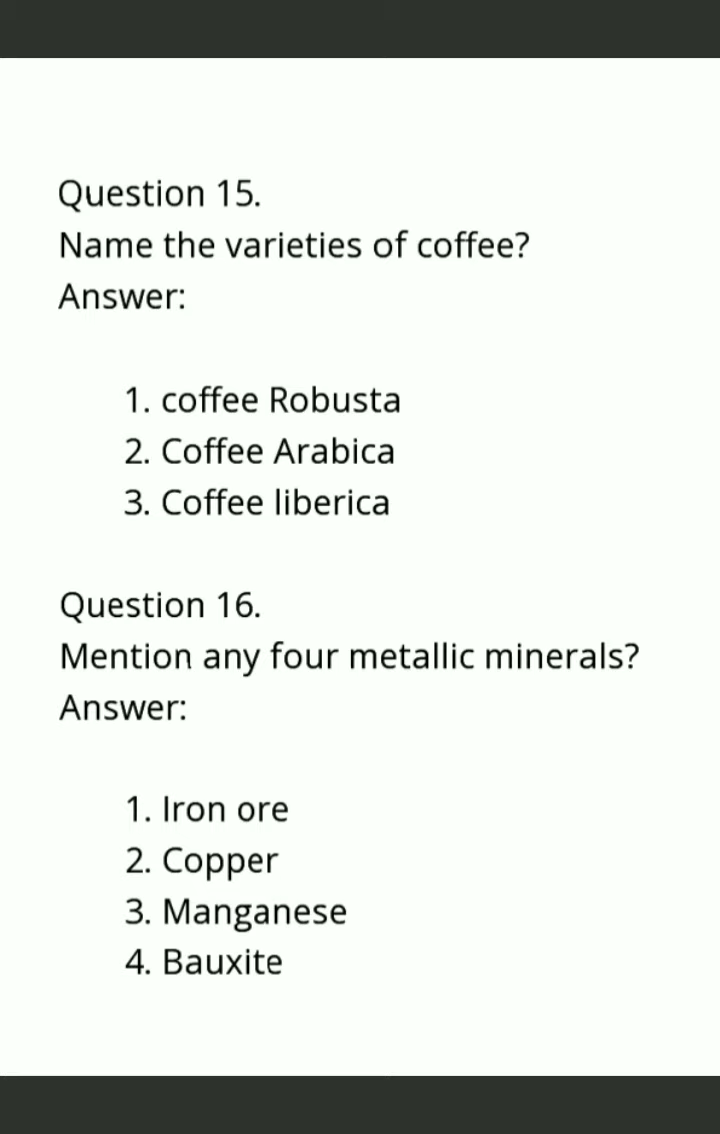 Question 15.
Name the varieties of coffee?
Answer:
1. coffee Robusta
2. Coffee Arabica
3. Coffee liberica
Question 16.
Mention any four metallic minerals?
Answer:
1. Iron ore
2. Copper
3. Manganese
4. Bauxite